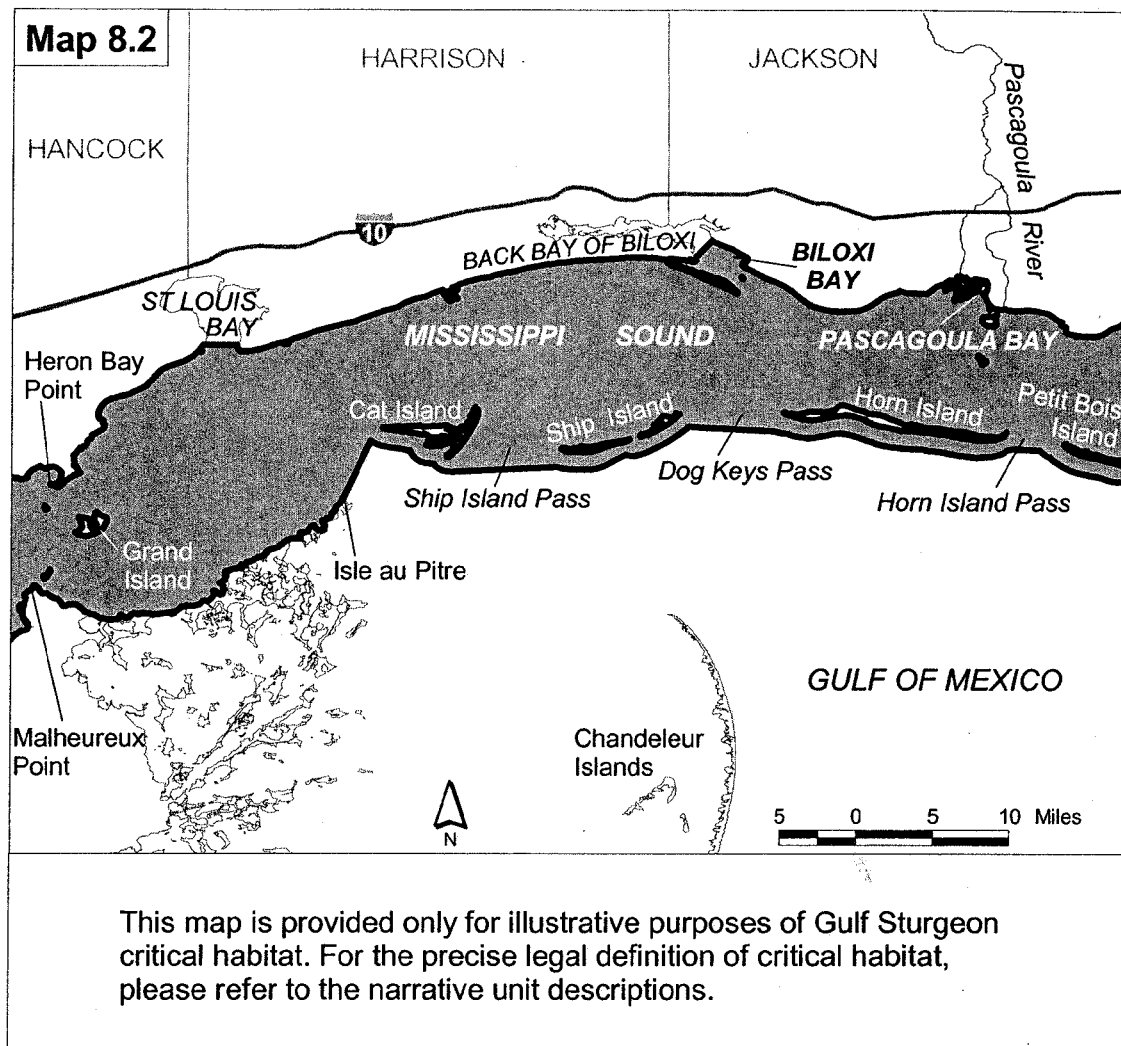 Map 8.2
HARRISON
JACKSON
HANCOCK
Pascagoula
River
10
BACK BAY OF BILOXI
BILOXI
BAY
ST LOUIS
BAY
MISSISSIPPI SOUND
PASCAGOULA BAY
Heron Bay
Point
Cat Island
Ship Island
Horn Island
Petit Bois
Island
Dog Keys Pass
Ship Island Pass
Horn Island Pass
Grand
Island
Isle au Pitre
GULF OF MEXICO
Malheureux
Point
Chandeleur
Islands
N
5 0 5 10 Miles
This map is provided only for illustrative purposes of Gulf Sturgeon
critical habitat. For the precise legal definition of critical habitat,
please refer to the narrative unit descriptions.